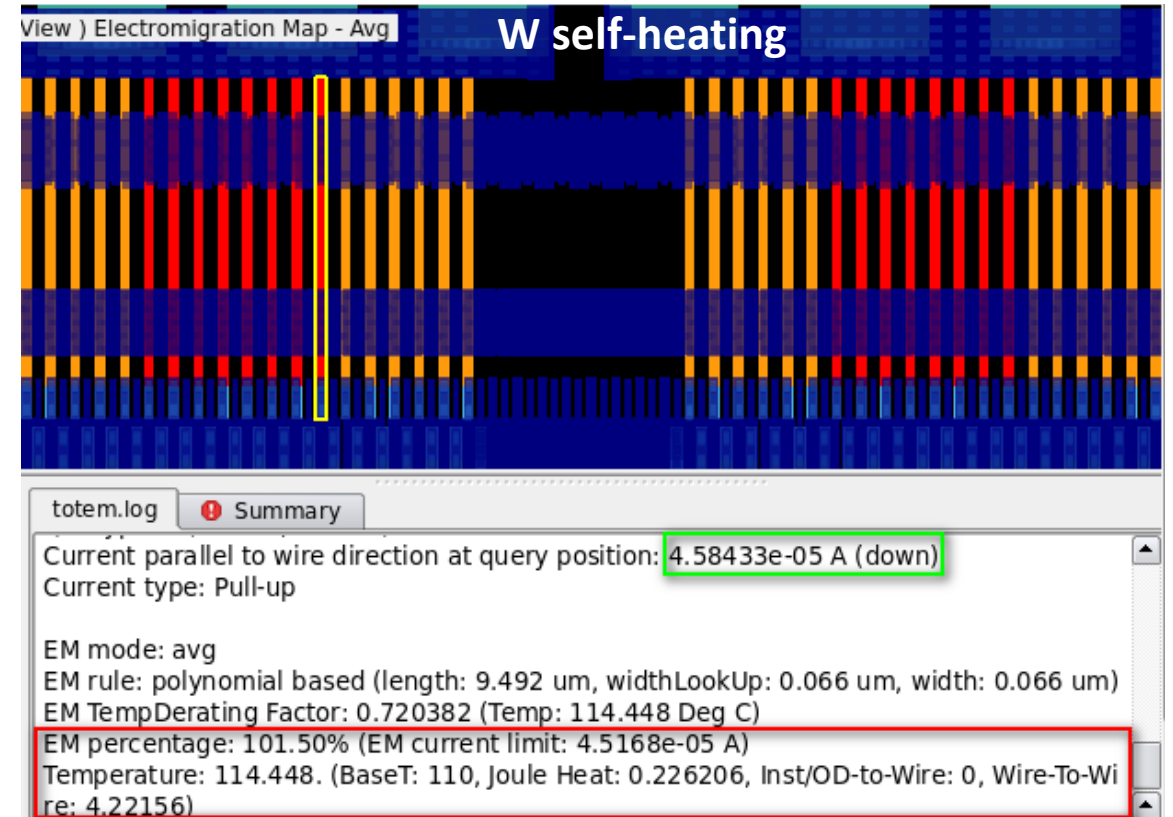 View ) Electromigration Map - Avg
W self-heating
totem.log
Summary
Current parallel to wire direction at query position: 4.58433e-05 A (down)
Current type: Pull-up
EM mode: avg
EM rule: polynomial based (length: 9.492 um, widthLookUp: 0.066 um, width: 0.066 um)
EM TempDerating Factor: 0.720382 (Temp: 114.448 Deg C)
EM percentage: 101.50% (EM current limit: 4.5168e-05 A)
Temperature: 114.448. (BaseT: 110, Joule Heat: 0.226206, Inst/OD-to-Wire: 0, Wire-To-Wi
re: 4.22156)